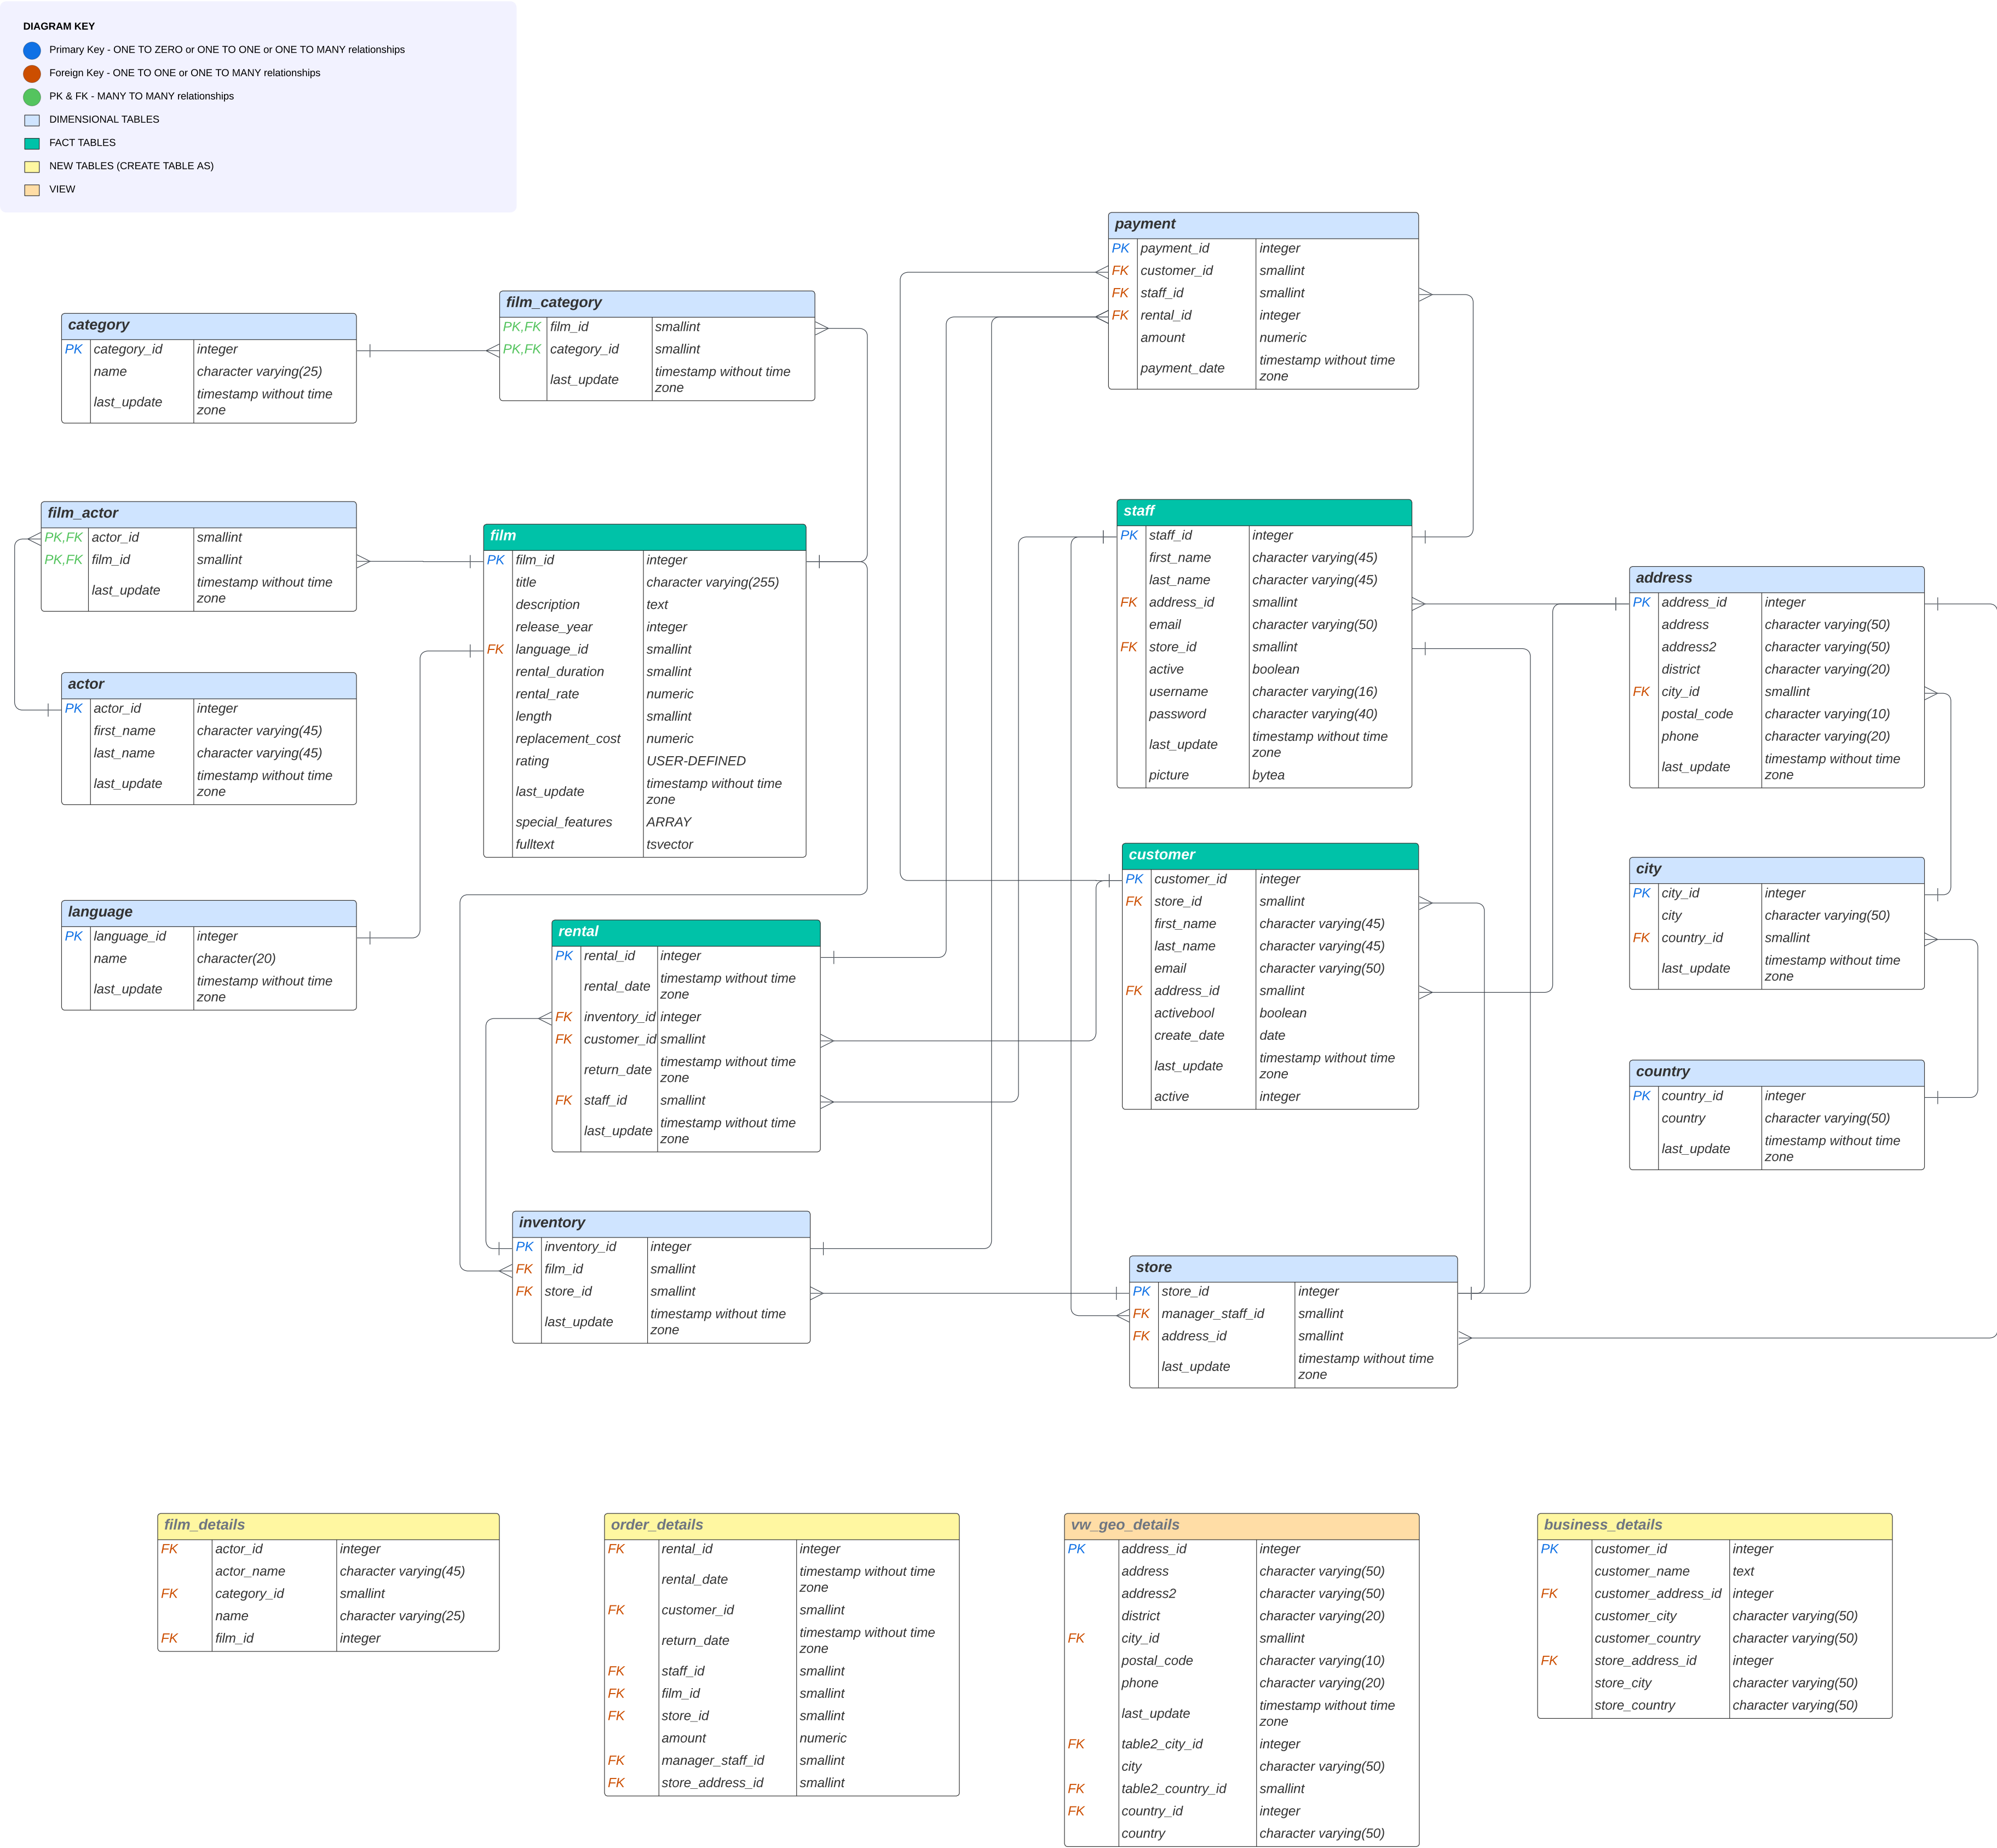 DIAGRAM KEY
Primary Key - ONE TO ZERO or ONE TO ONE or ONE TO MANY relationships
Foreign Key - ONE TO ONE or ONE TO MANY relationships
PK & FK - MANY TO MANY relationships
DIMENSIONAL TABLES
FACT TABLES
NEW TABLES (CREATE TABLE AS)
VIEW
payment
PK payment_id integer
FK customer_id smallint
FK staff_id smallint
FK rental_id integer
amount numeric
payment_date timestamp without time
zone
film_category
PK,FK film_id smallint
PK,FK category_id smallint
last_update timestamp without time
zone
category
PK category_id integer
name character varying(25)
last_update timestamp without time
zone
film_actor
PK,FK actor_id smallint
PK,FK film_id smallint
last_update timestamp without time
zone
film
PK film_id integer
title character varying(255)
description text
release_year integer
FK language_id smallint
rental_duration smallint
rental_rate numeric
length smallint
replacement_cost numeric
rating USER-DEFINED
last_update timestamp without time
zone
special_features ARRAY
fulltext tsvector
staff
PK staff_id integer
first_name character varying(45)
last_name character varying(45)
FK address_id smallint
email character varying(50)
FK store_id smallint
active boolean
username character varying(16)
password character varying(40)
last_update timestamp without time
zone
picture bytea
address
PK address_id integer
address character varying(50)
address2 character varying(50)
district character varying(20)
FK city_id smallint
postal_code character varying(10)
phone character varying(20)
last_update timestamp without time
zone
actor
PK actor_id integer
first_name character varying(45)
last_name character varying(45)
last_update timestamp without time
zone
customer
PK customer_id integer
FK store_id smallint
first_name character varying(45)
last_name character varying(45)
email character varying(50)
FK address_id smallint
activebool boolean
create_date date
last_update timestamp without time
zone
active integer
city
PK city_id integer
city character varying(50)
FK country_id smallint
last_update timestamp without time
zone
language
PK language_id integer
name character(20)
last_update timestamp without time
zone
rental
PK rental_id integer
rental_date timestamp without time
zone
FK inventory_id integer
FK customer_id smallint
return_date timestamp without time
zone
FK staff_id smallint
last_update timestamp without time
zone
country
PK country_id integer
country character varying(50)
last_update timestamp without time
zone
inventory
PK inventory_id integer
FK film_id smallint
FK store_id smallint
last_update timestamp without time
zone
store
PK store_id integer
FK manager_staff_id smallint
FK address_id smallint
last_update timestamp without time
zone
film_details
FK actor_id integer
actor_name character varying(45)
FK category_id smallint
name character varying(25)
FK film_id integer
order_details
FK rental_id integer
rental_date timestamp without time
zone
FK customer_id smallint
return_date timestamp without time
zone
FK staff_id smallint
FK film_id smallint
FK store_id smallint
amount numeric
FK manager_staff_id smallint
FK store_address_id smallint
vw_geo_details
PK address_id integer
address character varying(50)
address2 character varying(50)
district character varying(20)
FK city_id smallint
postal_code character varying(10)
phone character varying(20)
last_update timestamp without time
zone
FK table2_city_id integer
city character varying(50)
FK table2_country_id smallint
FK country_id integer
country character varying(50)
business_details
PK customer_id integer
customer_name text
FK customer_address_id integer
customer_city character varying(50)
customer_country character varying(50)
FK store_address_id integer
store_city character varying(50)
store_country character varying(50)